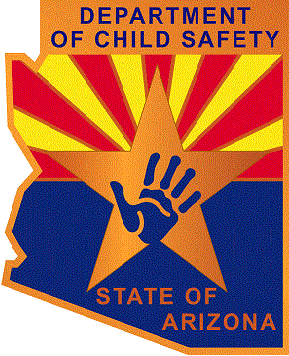 DEPARTMENT
OF CHILD SAFETY
STATE OF
ARIZONA